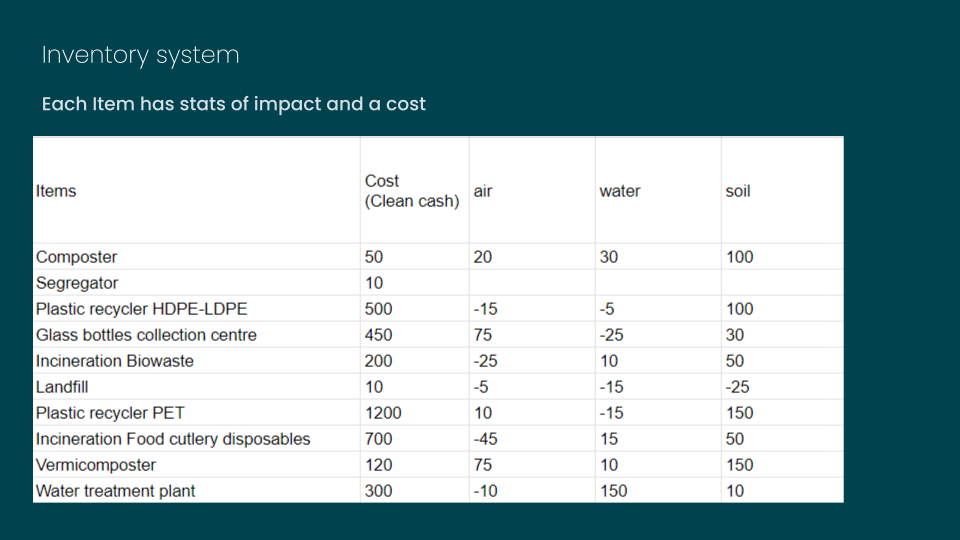 Inventory system
Each Item has stats of impact and a cost
Items Cost (Clean cash) air water soil
Composter 50 20 30 100
Segregator 10
Plastic recycler HDPE-LDPE 500 -15 -5 100
Glass bottles collection centre 450 75 -25 30
Incineration Biowaste 200 -25 10 50
Landfill 10 -5 -15 -25
Plastic recycler PET 1200 10 -15 150
Incineration Food cutlery disposables 700 -45 15 50
Vermicomposter 120 75 10 150
Water treatment plant 300 -10 150 10